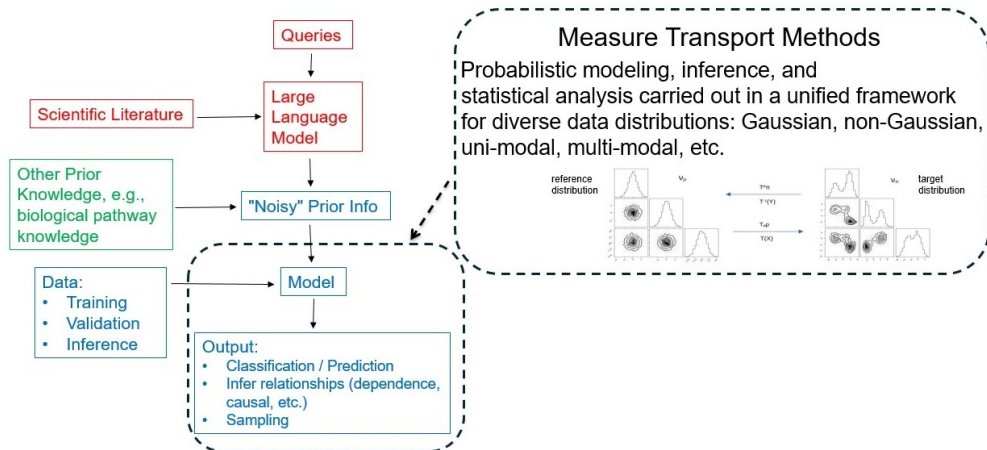 Queries
Scientific Literature
Large
Language
Model
Other Prior
Knowledge, e.g.,
biological pathway
knowledge
"Noisy" Prior Info
Data:
• Training
• Validation
• Inference
Model
Output:
• Classification / Prediction
• Infer relationships (dependence,
causal, etc.)
• Sampling
Measure Transport Methods
Probabilistic modeling, inference, and
statistical analysis carried out in a unified framework
for diverse data distributions: Gaussian, non-Gaussian,
uni-modal, multi-modal, etc.
reference
distribution
target
distribution
T(X)